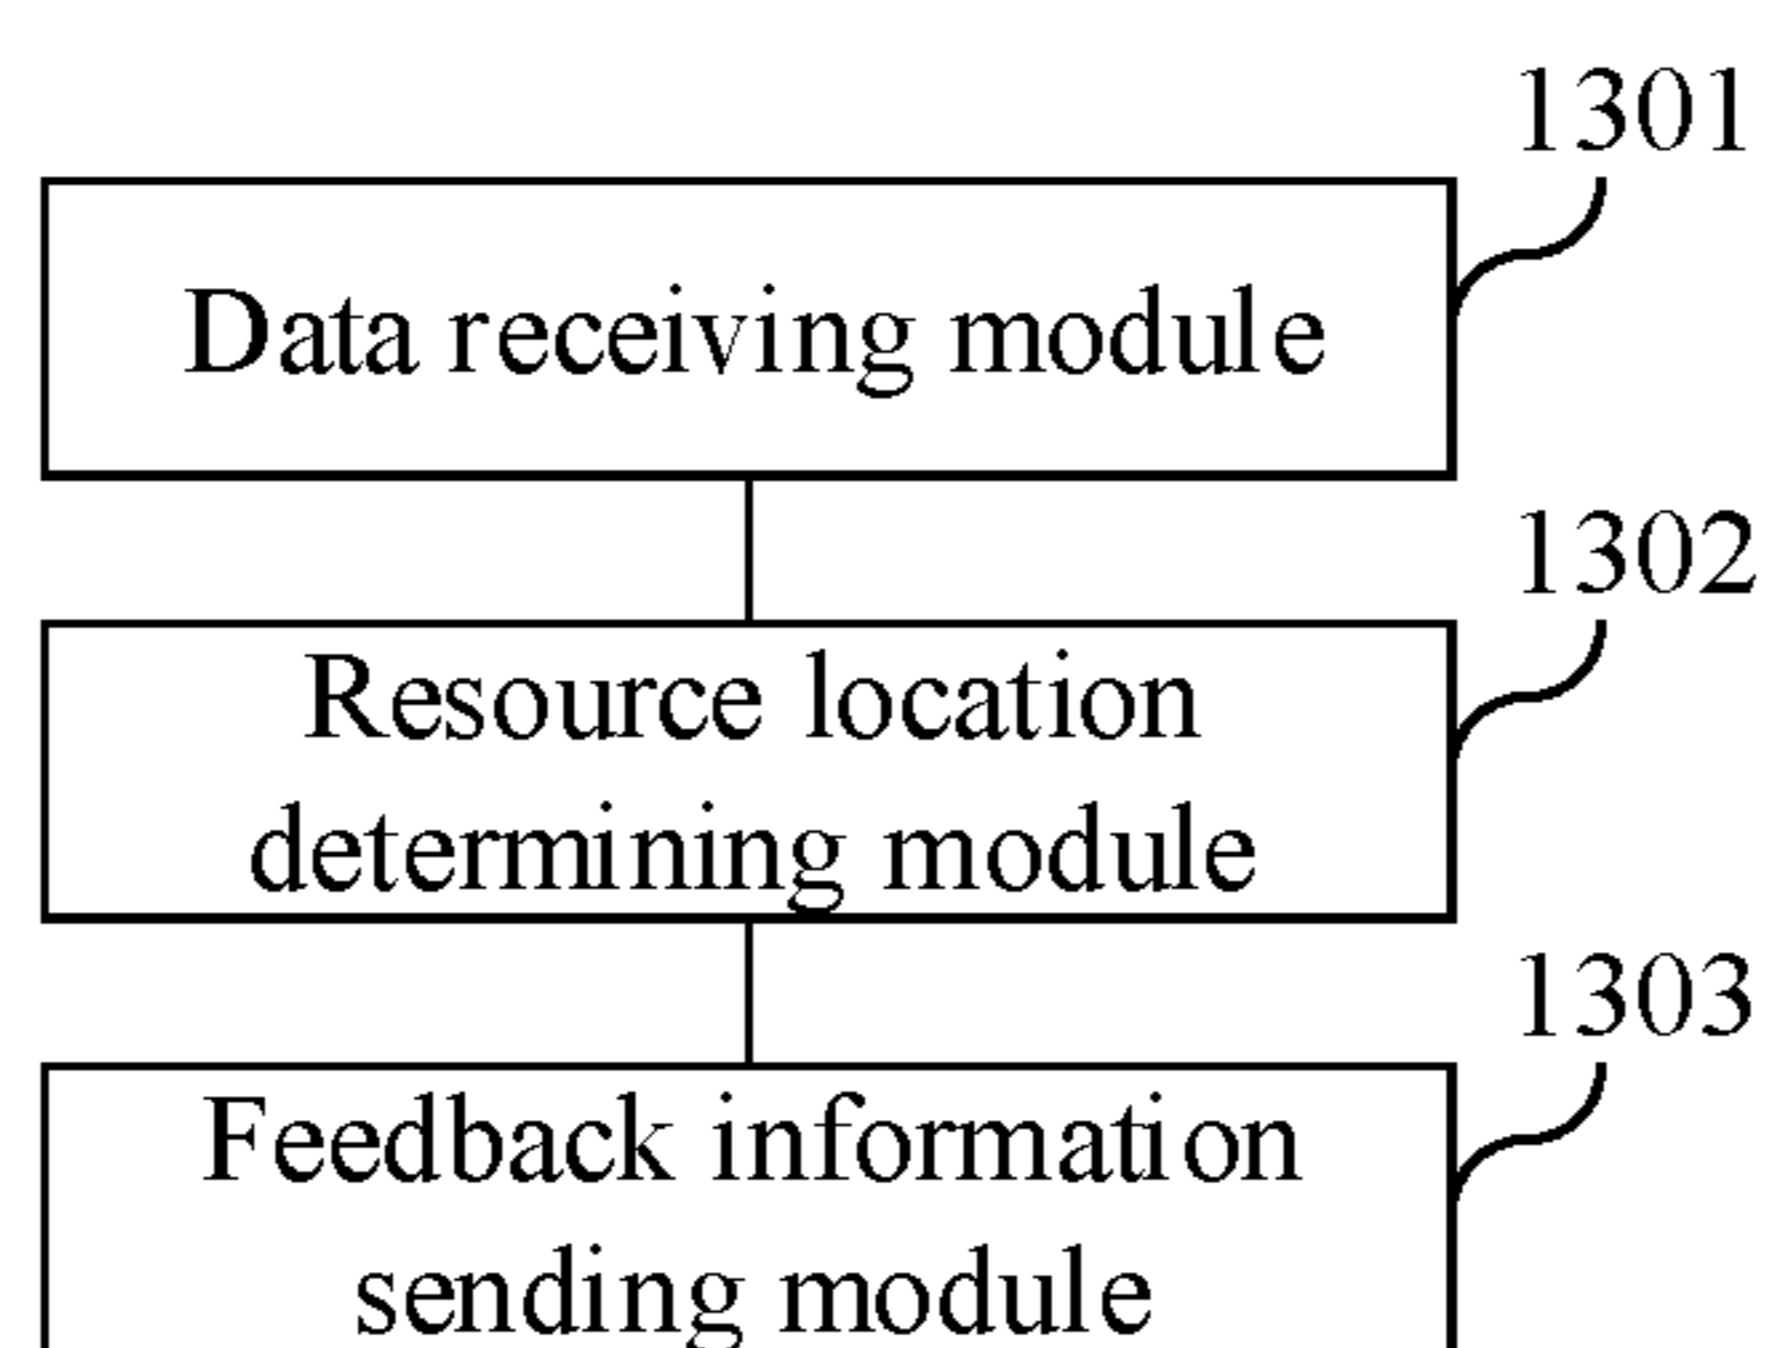 1301
Data receiving module
1302
Resource location
determining module
1303
Feedback information
sending module